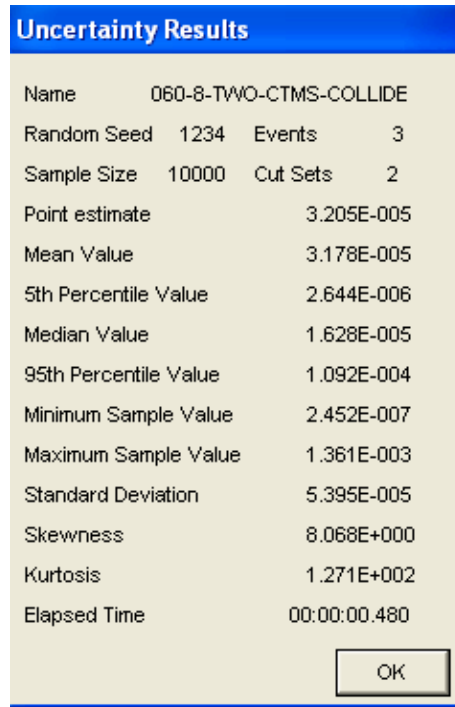 Uncertainty Results
Name 060-8-TWO-CTMS-COLLIDE
Random Seed 1234 Events 3
Sample Size 10000 Cut Sets 2
Point estimate 3.205E-005
Mean Value 3.178E-005
5th Percentile Value 2.644E-006
Median Value 1.628E-005
95th Percentile Value 1.092E-004
Minimum Sample Value 2.452E-007
Maximum Sample Value 1.361E-003
Standard Deviation 5.395E-005
Skewness 8.068E+000
Kurtosis 1.271E+002
Elapsed Time 00:00:00.480
OK